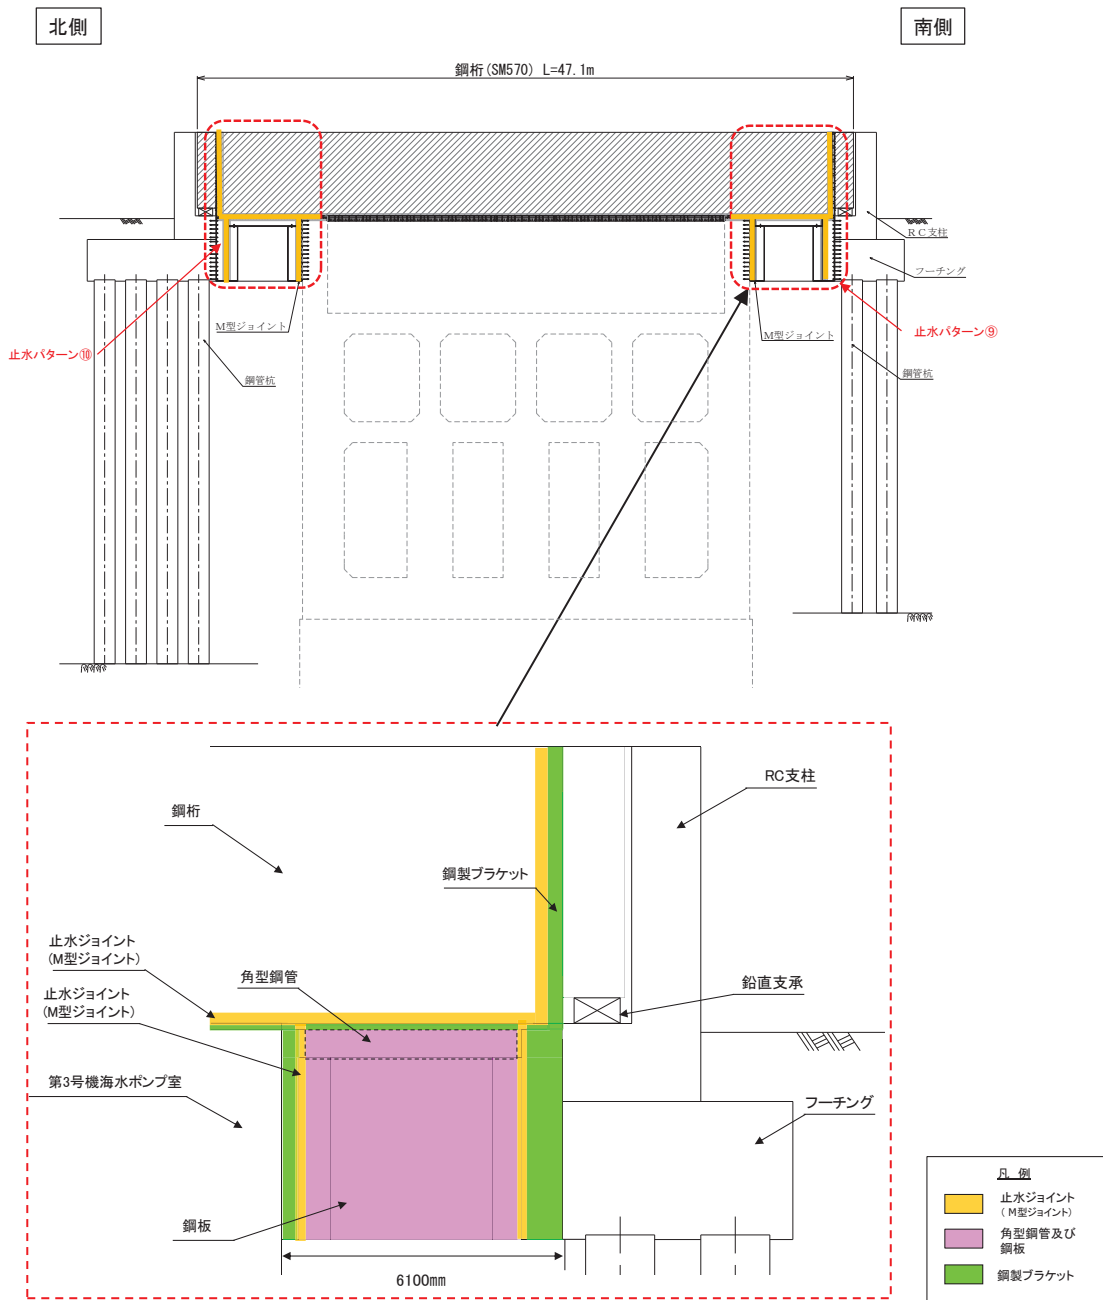 北側
南側
鋼桁(SM570) L=47.1m
RC支柱
フーチング
M型ジョイント
M型ジョイント
止水パターン⑩
止水パターン⑨
鋼管杭
鋼管杭
RC支柱
鋼桁
鋼製ブラケット
止水ジョイント
(M型ジョイント)
角型鋼管
鉛直支承
止水ジョイント
(M型ジョイント)
第3号機海水ポンプ室
フーチング
鋼板
6100mm
凡 例
止水ジョイント
(M型ジョイント)
角型鋼管及び
鋼板
鋼製ブラケット